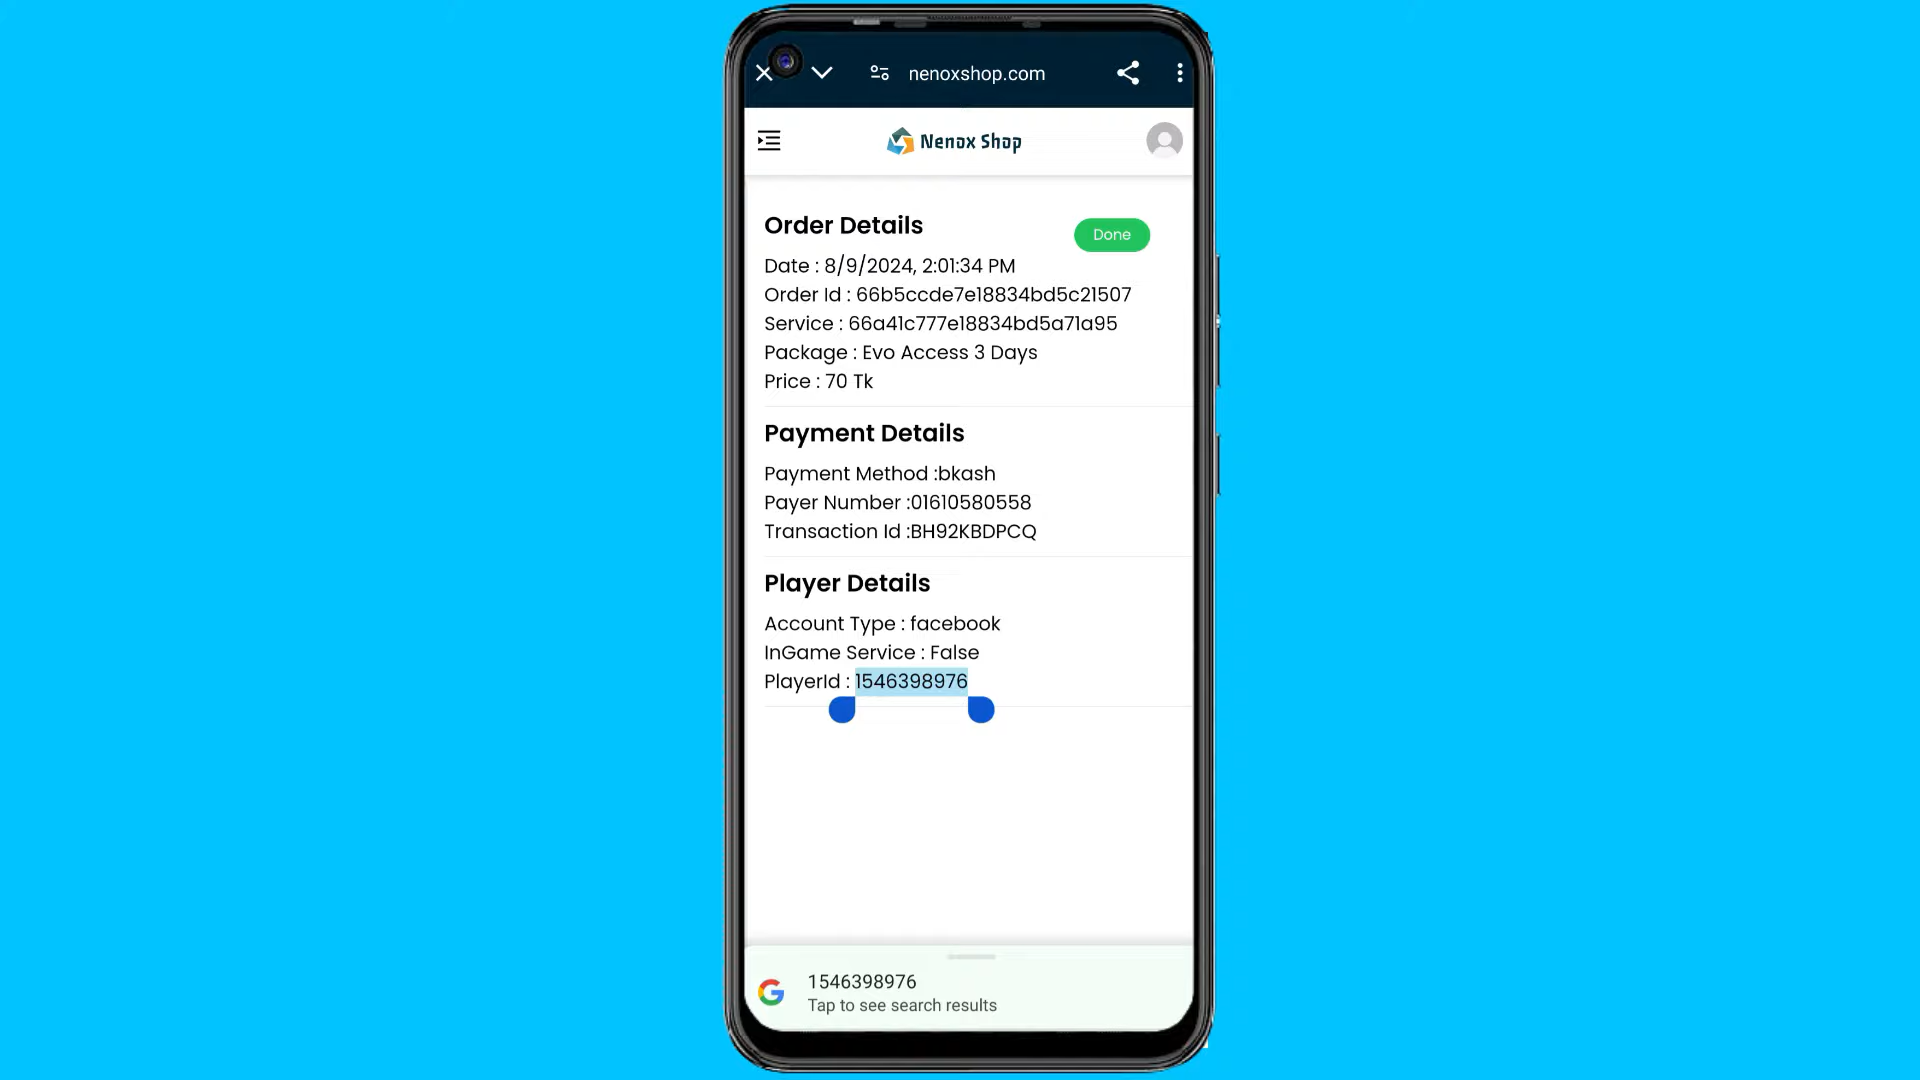 nenoxshop.com
Nenox Shop
Order Details
Done
Date : 8/9/2024, 2:01:34 PM
Order Id : 66b5ccde7e18834bd5c21507
Service : 66a41c777e18834bd5a71a95
Package : Evo Access 3 Days
Price : 70 Tk
Payment Details
Payment Method :bkash
Payer Number :01610580558
Transaction Id :BH92KBDPCQ
Player Details
Account Type : facebook
InGame Service : False
PlayerId : 1546398976
1546398976
Tap to see search results